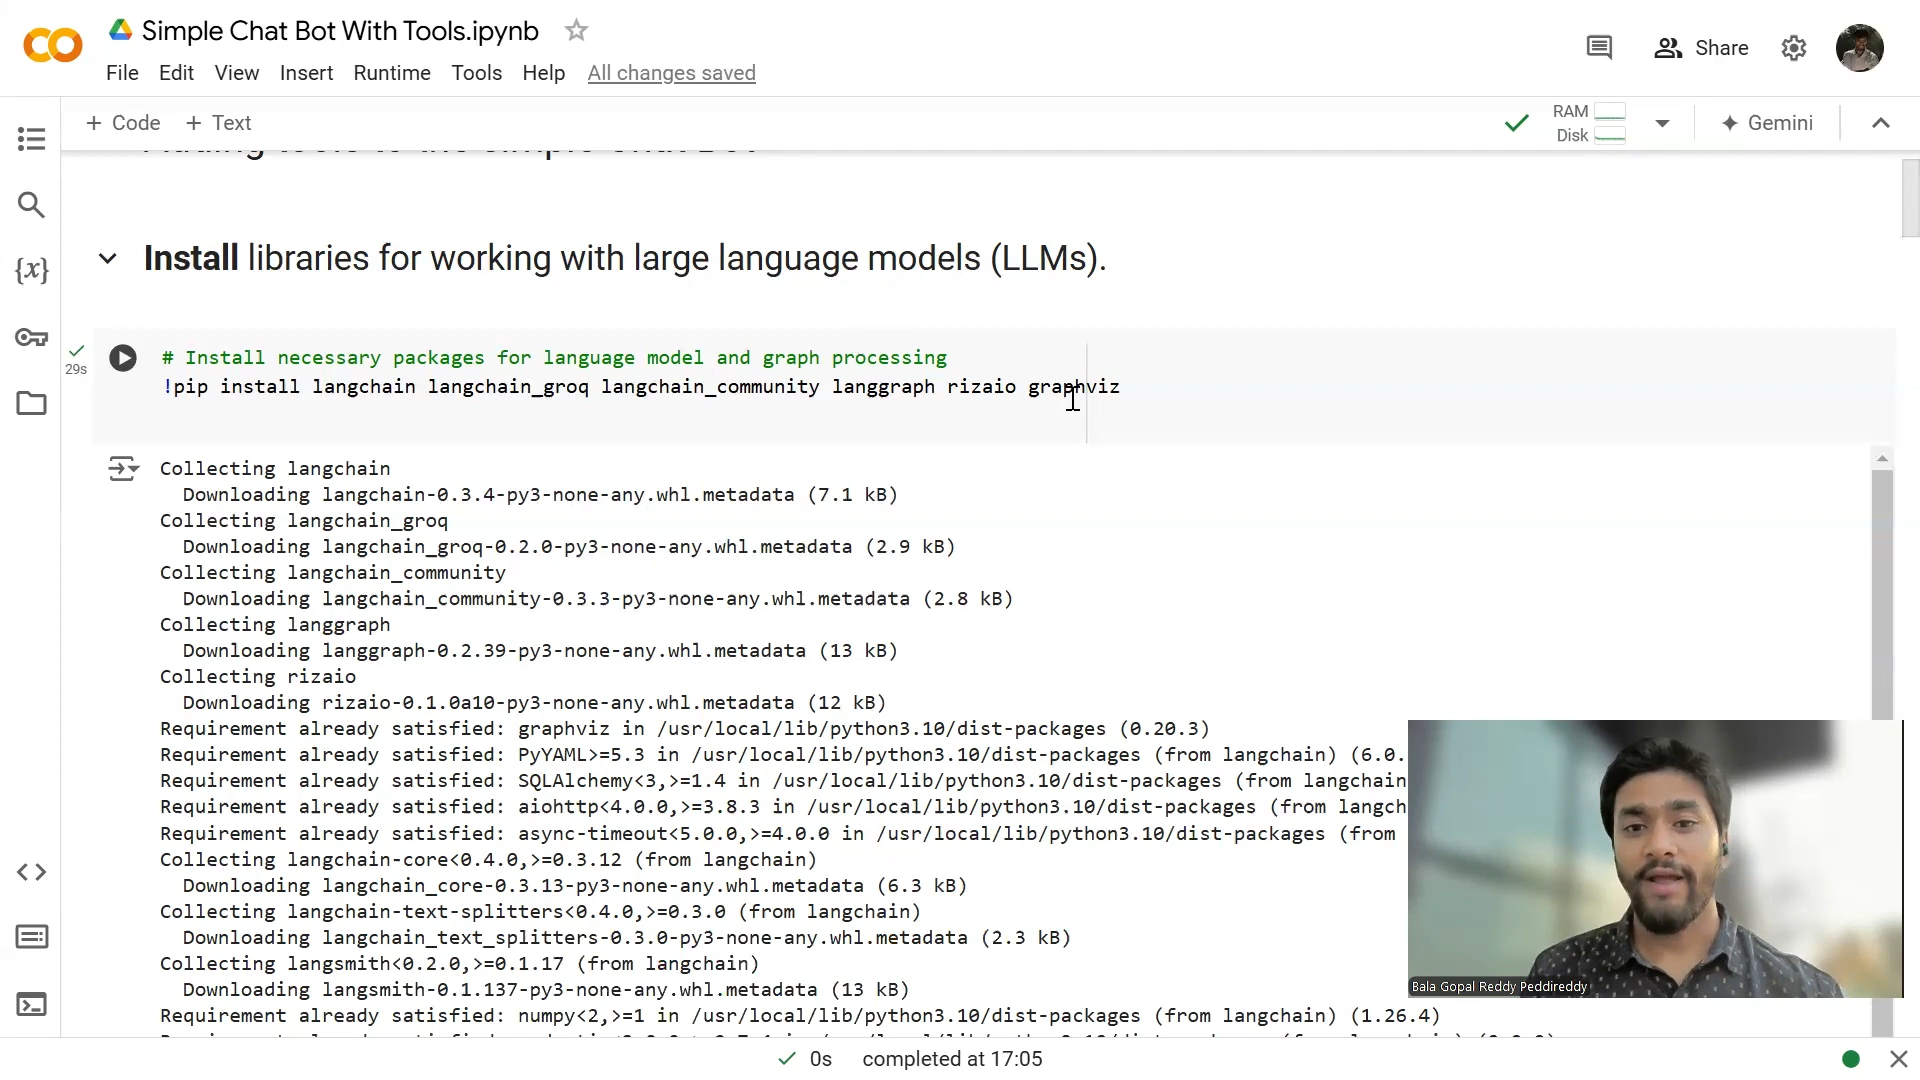 Simple Chat Bot With Tools.ipynb
File Edit View Insert Runtime Tools Help All changes saved
Share
+ Code + Text
RAM
Disk
Gemini
Adding tools to the simple Chat Bot
Install libraries for working with large language models (LLMs).
29s
# Install necessary packages for language model and graph processing
!pip install langchain langchain_groq langchain_community langgraph rizaio graphviz
Collecting langchain
Downloading langchain-0.3.4-py3-none-any.whl.metadata (7.1 kB)
Collecting langchain_groq
Downloading langchain_groq-0.2.0-py3-none-any.whl.metadata (2.9 kB)
Collecting langchain_community
Downloading langchain_community-0.3.3-py3-none-any.whl.metadata (2.8 kB)
Collecting langgraph
Downloading langgraph-0.2.39-py3-none-any.whl.metadata (13 kB)
Collecting rizaio
Downloading rizaio-0.1.0a10-py3-none-any.whl.metadata (12 kB)
Requirement already satisfied: graphviz in /usr/local/lib/python3.10/dist-packages (0.20.3)
Requirement already satisfied: PyYAML>=5.3 in /usr/local/lib/python3.10/dist-packages (from langchain) (6.0.
Requirement already satisfied: SQLAlchemy<3,>=1.4 in /usr/local/lib/python3.10/dist-packages (from langchain
Requirement already satisfied: aiohttp<4.0.0,>=3.8.3 in /usr/local/lib/python3.10/dist-packages (from langch
Requirement already satisfied: async-timeout<5.0.0,>=4.0.0 in /usr/local/lib/python3.10/dist-packages (from
Collecting langchain-core<0.4.0,>=0.3.12 (from langchain)
Downloading langchain_core-0.3.13-py3-none-any.whl.metadata (6.3 kB)
Collecting langchain-text-splitters<0.4.0,>=0.3.0 (from langchain)
Downloading langchain_text_splitters-0.3.0-py3-none-any.whl.metadata (2.3 kB)
Collecting langsmith<0.2.0,>=0.1.17 (from langchain)
Downloading langsmith-0.1.137-py3-none-any.whl.metadata (13 kB)
Requirement already satisfied: numpy<2,>=1 in /usr/local/lib/python3.10/dist-packages (from langchain) (1.26.4)
Bala Gopal Reddy Peddireddy
0s completed at 17:05